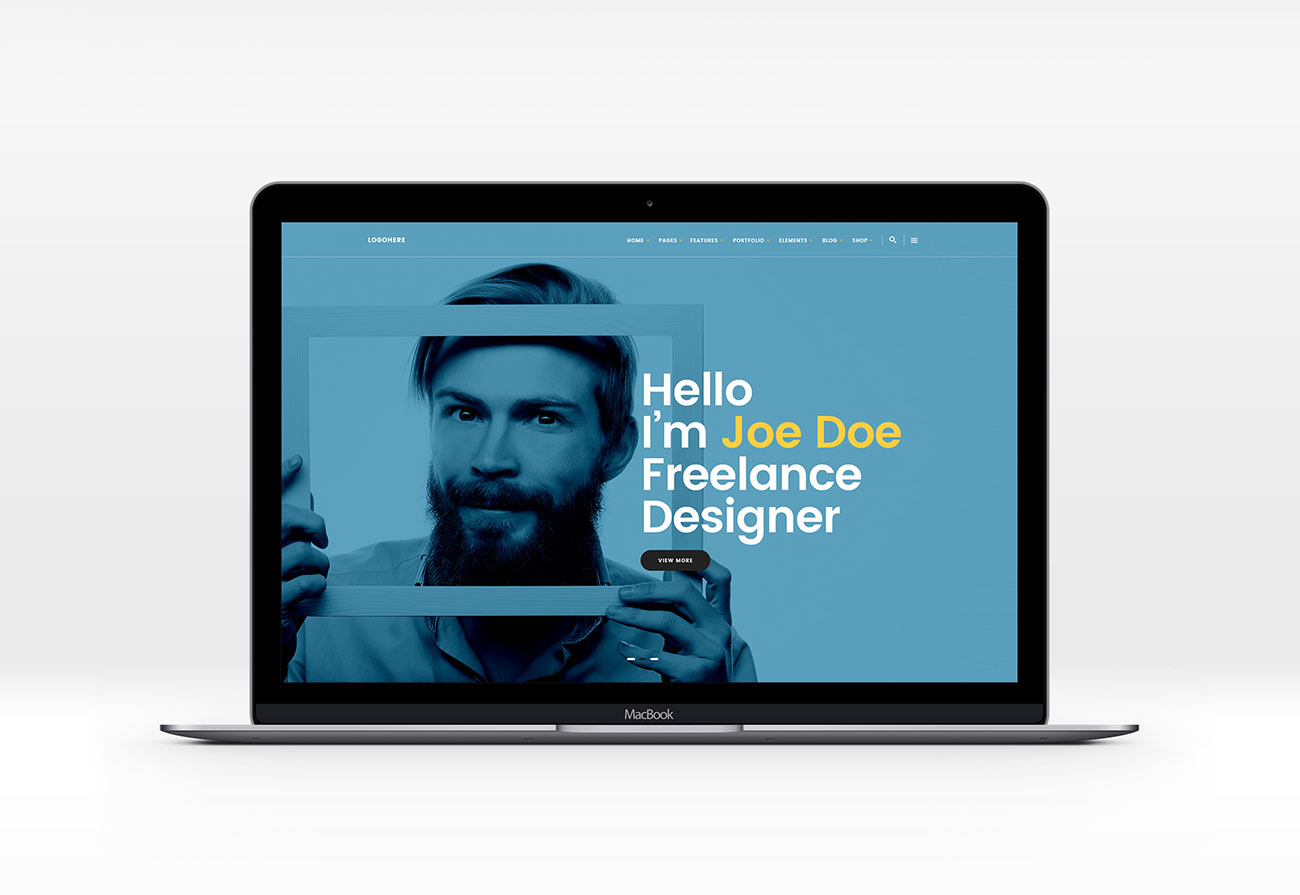 LOGOHERE
HOME PAGES FEATURES PORTFOLIO ELEMENTS BLOG SHOP
Hello
I’m Joe Doe
Freelance
Designer
VIEW MORE
MacBook